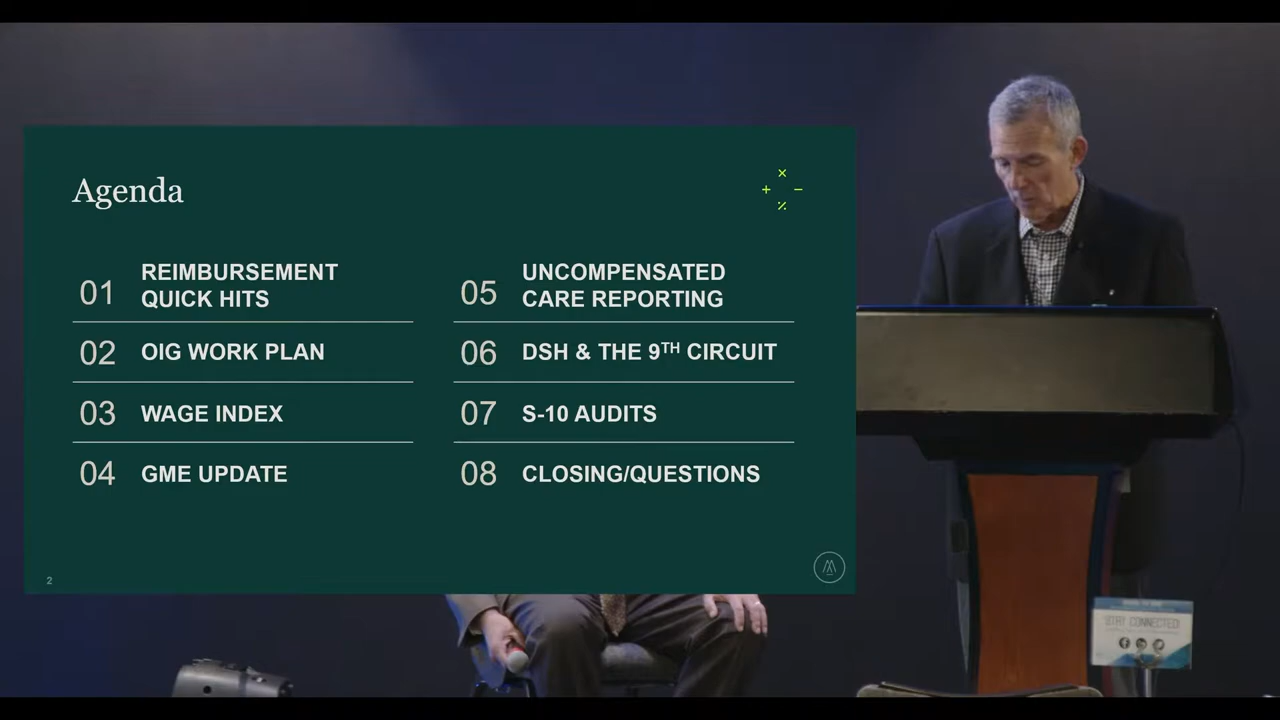 Agenda
01 REIMBURSEMENT
QUICK HITS
02 OIG WORK PLAN
03 WAGE INDEX
04 GME UPDATE
05 UNCOMPENSATED
CARE REPORTING
06 DSH & THE 9TH CIRCUIT
07 S-10 AUDITS
08 CLOSING/QUESTIONS
2
STAY CONNECTED!